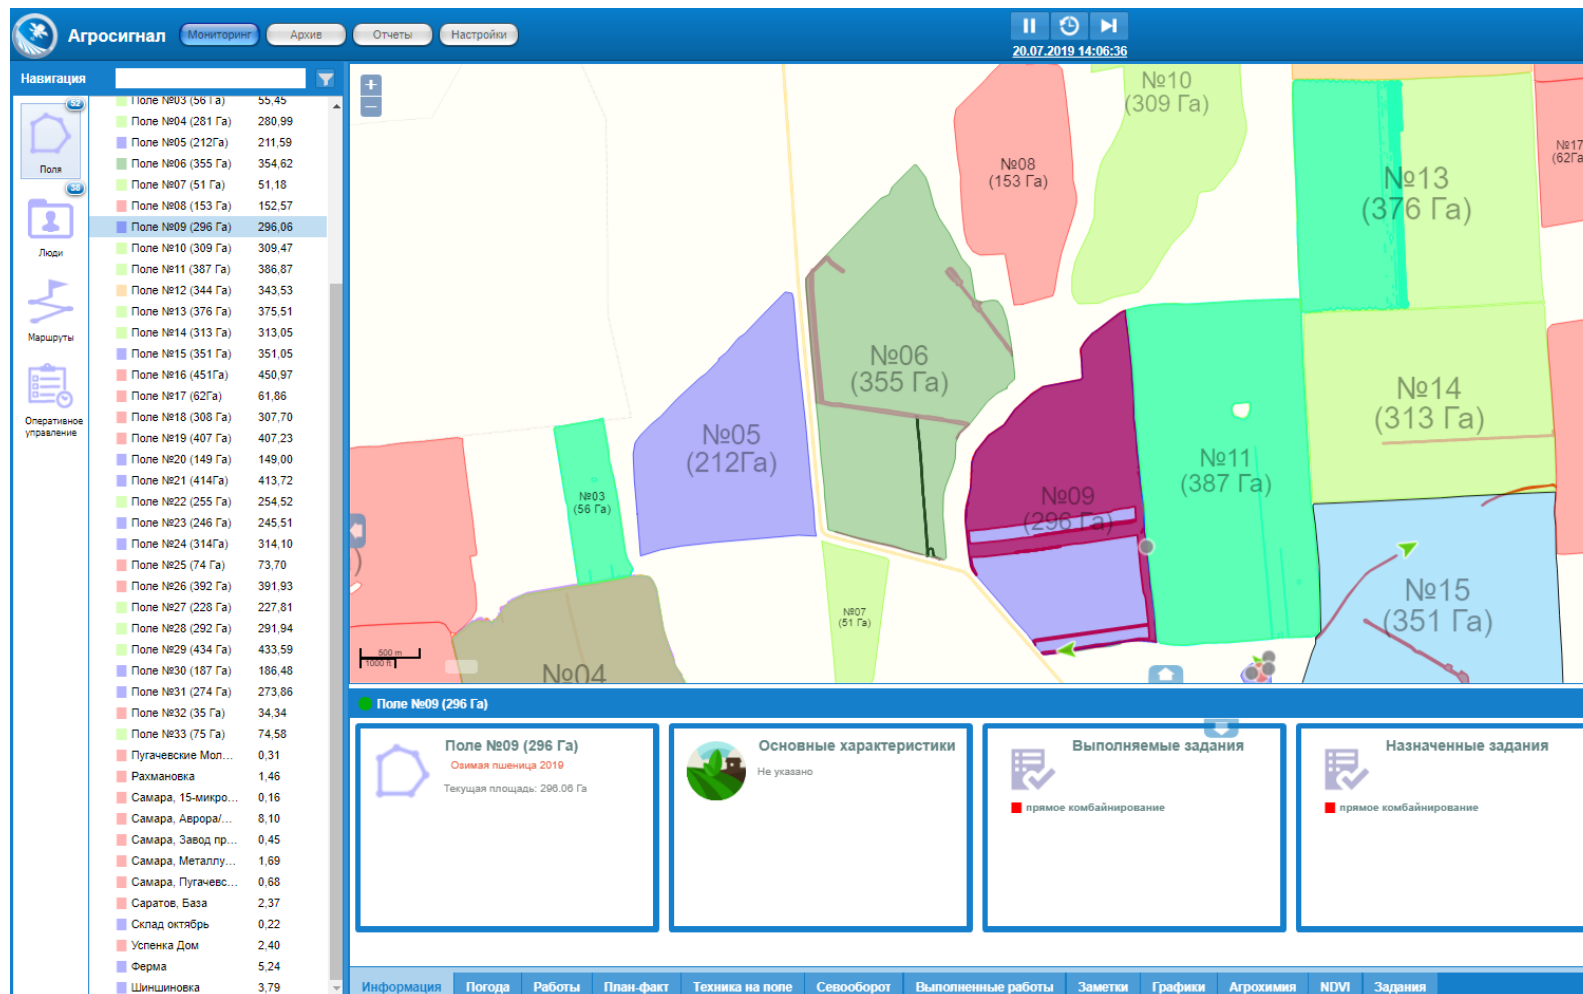 Агросигнал
Мониторинг
Архив
Отчеты
Настройки
20.07.2019 14:06:36
Навигация
52
Поля
38
Люди
Маршруты
Оперативное
управление
Поле №03 (56 Га) 55,45
Поле №04 (281 Га) 280,99
Поле №05 (212Га) 211,59
Поле №06 (355 Га) 354,62
Поле №07 (51 Га) 51,18
Поле №08 (153 Га) 152,57
Поле №09 (296 Га) 296,06
Поле №10 (309 Га) 309,47
Поле №11 (387 Га) 386,87
Поле №12 (344 Га) 343,53
Поле №13 (376 Га) 375,51
Поле №14 (313 Га) 313,05
Поле №15 (351 Га) 351,05
Поле №16 (451Га) 450,97
Поле №17 (62Га) 61,86
Поле №18 (308 Га) 307,70
Поле №19 (407 Га) 407,23
Поле №20 (149 Га) 149,00
Поле №21 (414Га) 413,72
Поле №22 (255 Га) 254,52
Поле №23 (246 Га) 245,51
Поле №24 (314Га) 314,10
Поле №25 (74 Га) 73,70
Поле №26 (392 Га) 391,93
Поле №27 (228 Га) 227,81
Поле №28 (292 Га) 291,94
Поле №29 (434 Га) 433,59
Поле №30 (187 Га) 186,48
Поле №31 (274 Га) 273,86
Поле №32 (35 Га) 34,34
Поле №33 (75 Га) 74,58
Пугачевские Мол... 0,31
Рахмановка 1,46
Самара, 15-микро... 0,16
Самара, Аврора/... 8,10
Самара, Завод пр... 0,45
Самара, Металлу... 1,69
Самара, Пугачевс... 0,68
Саратов, База 2,37
Склад октябрь 0,22
Успенка Дом 2,40
Ферма 5,24
Шиншиновка 3,79
+
−
№10
(309 Га)
№08
(153 Га)
№17
(62Га
№13
(376 Га)
№06
(355 Га)
№14
(313 Га)
№05
(212Га)
№11
(387 Га)
№03
(56 Га)
№09
(296 Га)
)
№15
(351 Га)
№07
(51 Га)
№04
500 m
1000 ft
Поле №09 (296 Га)
Поле №09 (296 Га)
Озимая пшеница 2019
Текущая площадь: 296.06 Га
Основные характеристики
Не указано
Выполняемые задания
прямое комбайнирование
Назначенные задания
прямое комбайнирование
Информация
Погода
Работы
План-факт
Техника на поле
Севооборот
Выполненные работы
Заметки
Графики
Агрохимия
NDVI
Задания